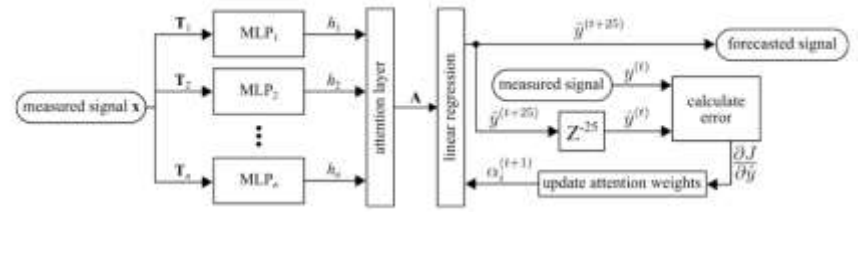 T₁
MLP₁
h₁
T₂
MLP₂
h₂
measured signal x
Tₙ
MLPₙ
hₙ
attention layer
A
linear regression
ŷ⁽ᵗ⁺²⁵⁾
forecasted signal
measured signal
y⁽ᵗ⁾
calculate
error
ŷ⁽ᵗ⁺²⁵⁾
Z⁻²⁵
ŷ⁽ᵗ⁾
∂J
∂ŷ
αᵢ⁽ᵗ⁺¹⁾
update attention weights